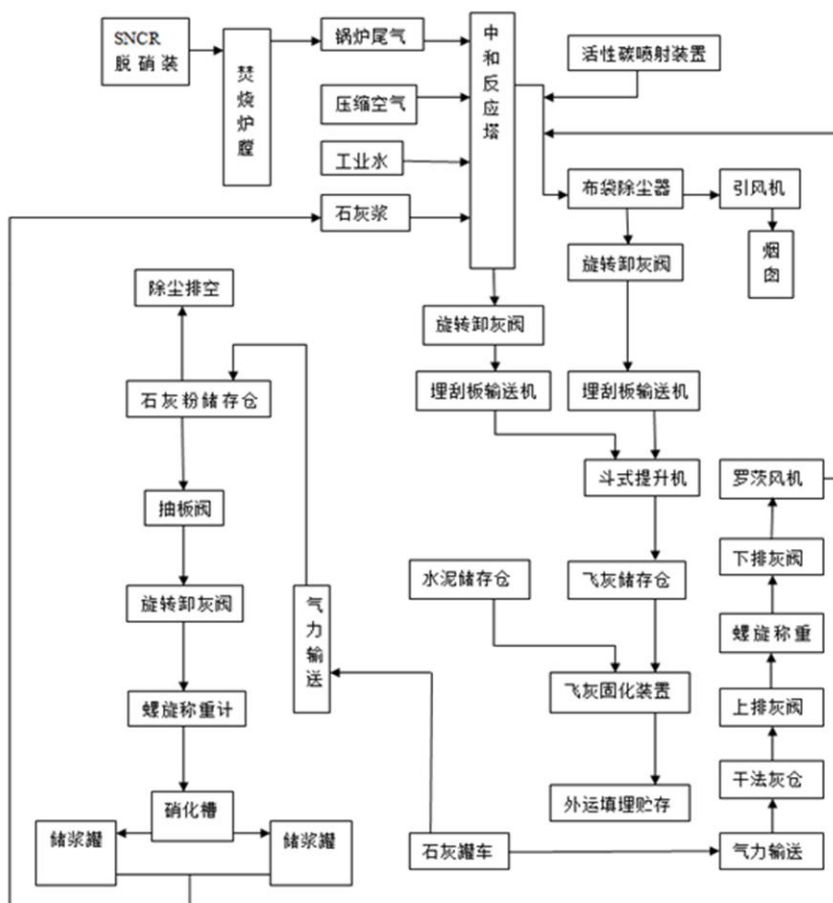 SNCR
脱硝装
焚烧炉膛
锅炉尾气
压缩空气
工业水
石灰浆
中和反应塔
活性碳喷射装置
布袋除尘器
引风机
烟囱
旋转卸灰阀
除尘排空
旋转卸灰阀
石灰粉储存仓
埋刮板输送机
埋刮板输送机
斗式提升机
罗茨风机
抽板阀
水泥储存仓
飞灰储存仓
下排灰阀
旋转卸灰阀
气力输送
螺旋称重
飞灰固化装置
上排灰阀
螺旋称重计
干法灰仓
硝化槽
外运填埋贮存
储浆罐
储浆罐
石灰罐车
气力输送